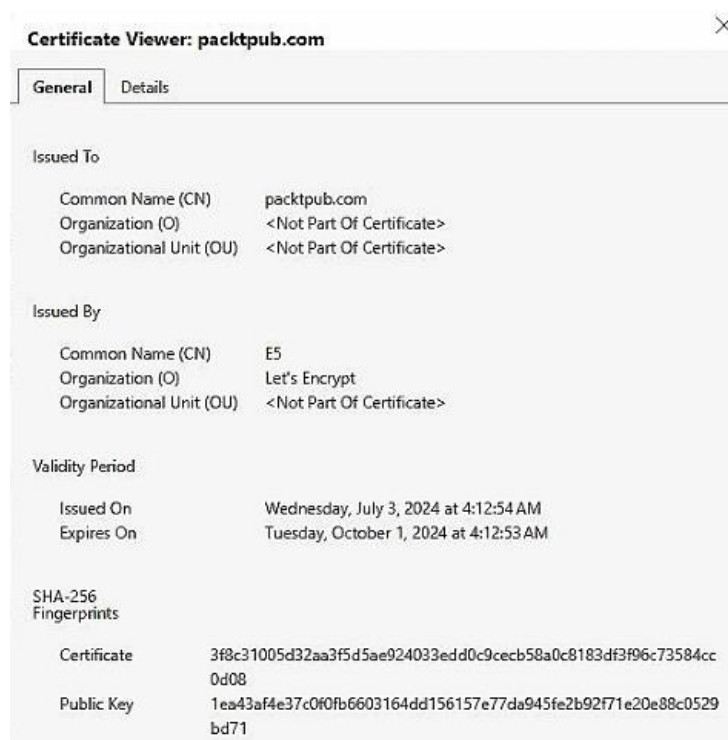 Certificate Viewer: packtpub.com
General Details
Issued To
Common Name (CN) packtpub.com
Organization (O) <Not Part Of Certificate>
Organizational Unit (OU) <Not Part Of Certificate>
Issued By
Common Name (CN) E5
Organization (O) Let's Encrypt
Organizational Unit (OU) <Not Part Of Certificate>
Validity Period
Issued On Wednesday, July 3, 2024 at 4:12:54 AM
Expires On Tuesday, October 1, 2024 at 4:12:53 AM
SHA-256
Fingerprints
Certificate 3f8c31005d32aa3f5d5ae924033edd0c9cecb58a0c8183df3f96c73584cc
0d08
Public Key 1ea43af4e37c0f0fb6603164dd156157e77da945fe2b92f71e20e88c0529
bd71